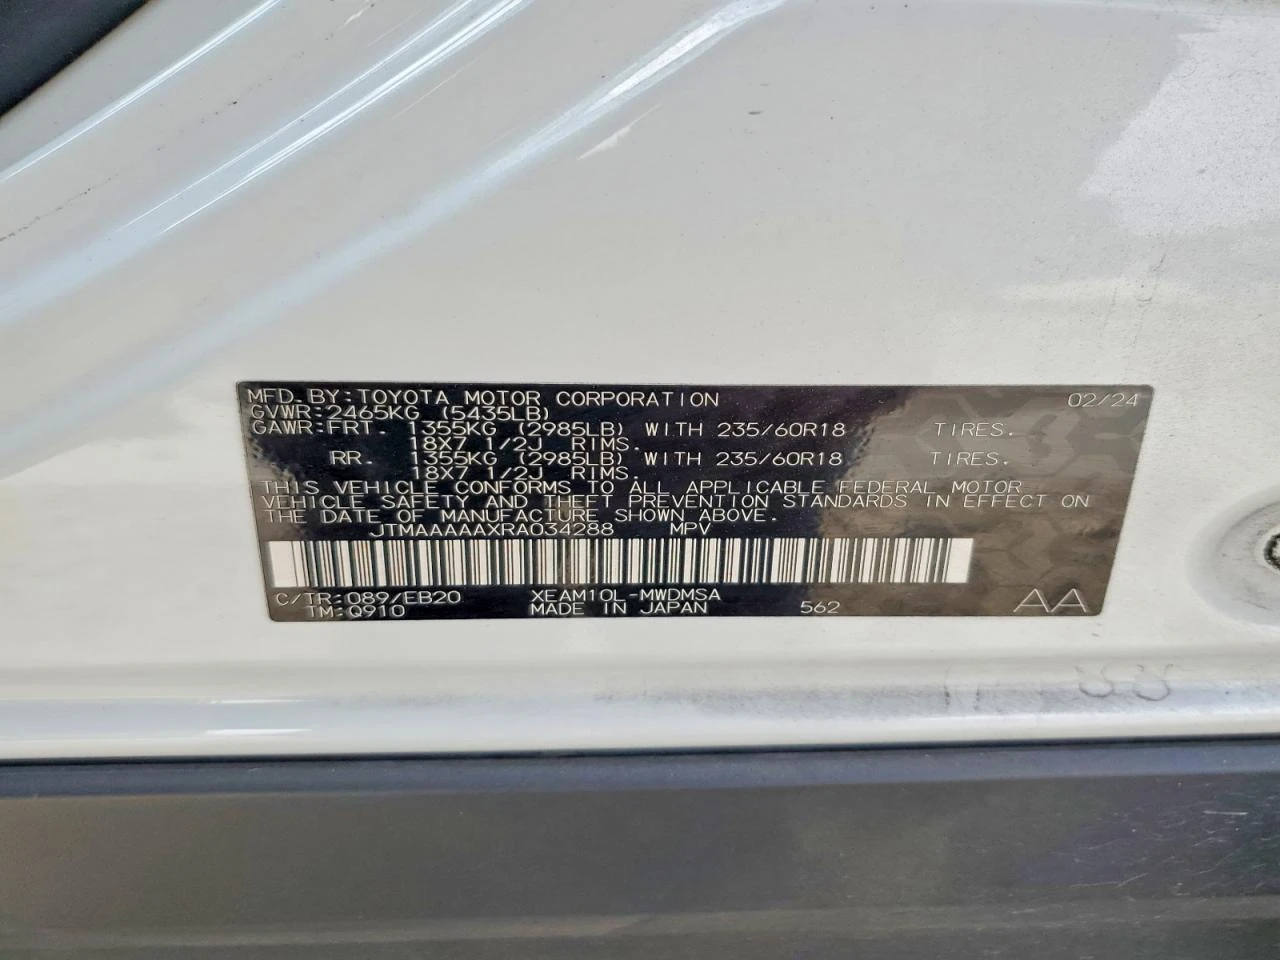 MFD. BY: TOYOTA MOTOR CORPORATION 02/24
GVWR: 2465KG (5435LB)
GAWR: FRT. 1355KG (2985LB) WITH 235/60R18 TIRES.
18X7 1/2J RIMS.
RR. 1355KG (2985LB) WITH 235/60R18 TIRES.
18X7 1/2J RIMS.
THIS VEHICLE CONFORMS TO ALL APPLICABLE FEDERAL MOTOR
VEHICLE SAFETY AND THEFT PREVENTION STANDARDS IN EFFECT ON
THE DATE OF MANUFACTURE SHOWN ABOVE.
JTMAAAAAXRA034288 MPV
C/TR: 089/EB20 XEAM10L-MWDMSA
TM: Q910 MADE IN JAPAN 562 AA